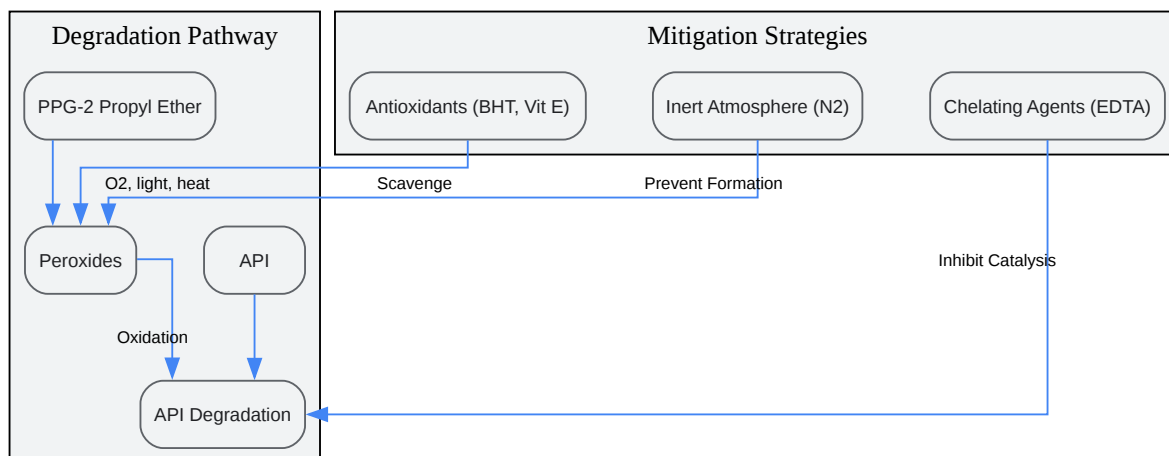 Degradation Pathway
Mitigation Strategies
PPG-2 Propyl Ether
Antioxidants (BHT, Vit E)
Inert Atmosphere (N2)
Chelating Agents (EDTA)
O2, light, heat
Scavenge
Prevent Formation
Peroxides
API
Inhibit Catalysis
Oxidation
API Degradation